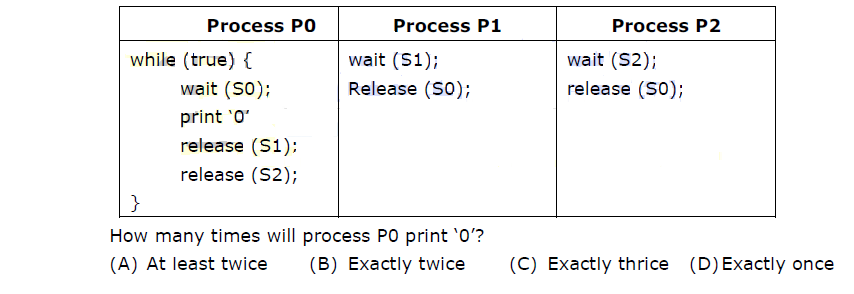 Process P0 Process P1 Process P2
while (true) { wait (S1); wait (S2);
wait (S0); Release (S0); release (S0);
print ‘0’
release (S1);
release (S2);
}
How many times will process P0 print ‘0’?
(A) At least twice (B) Exactly twice (C) Exactly thrice (D) Exactly once